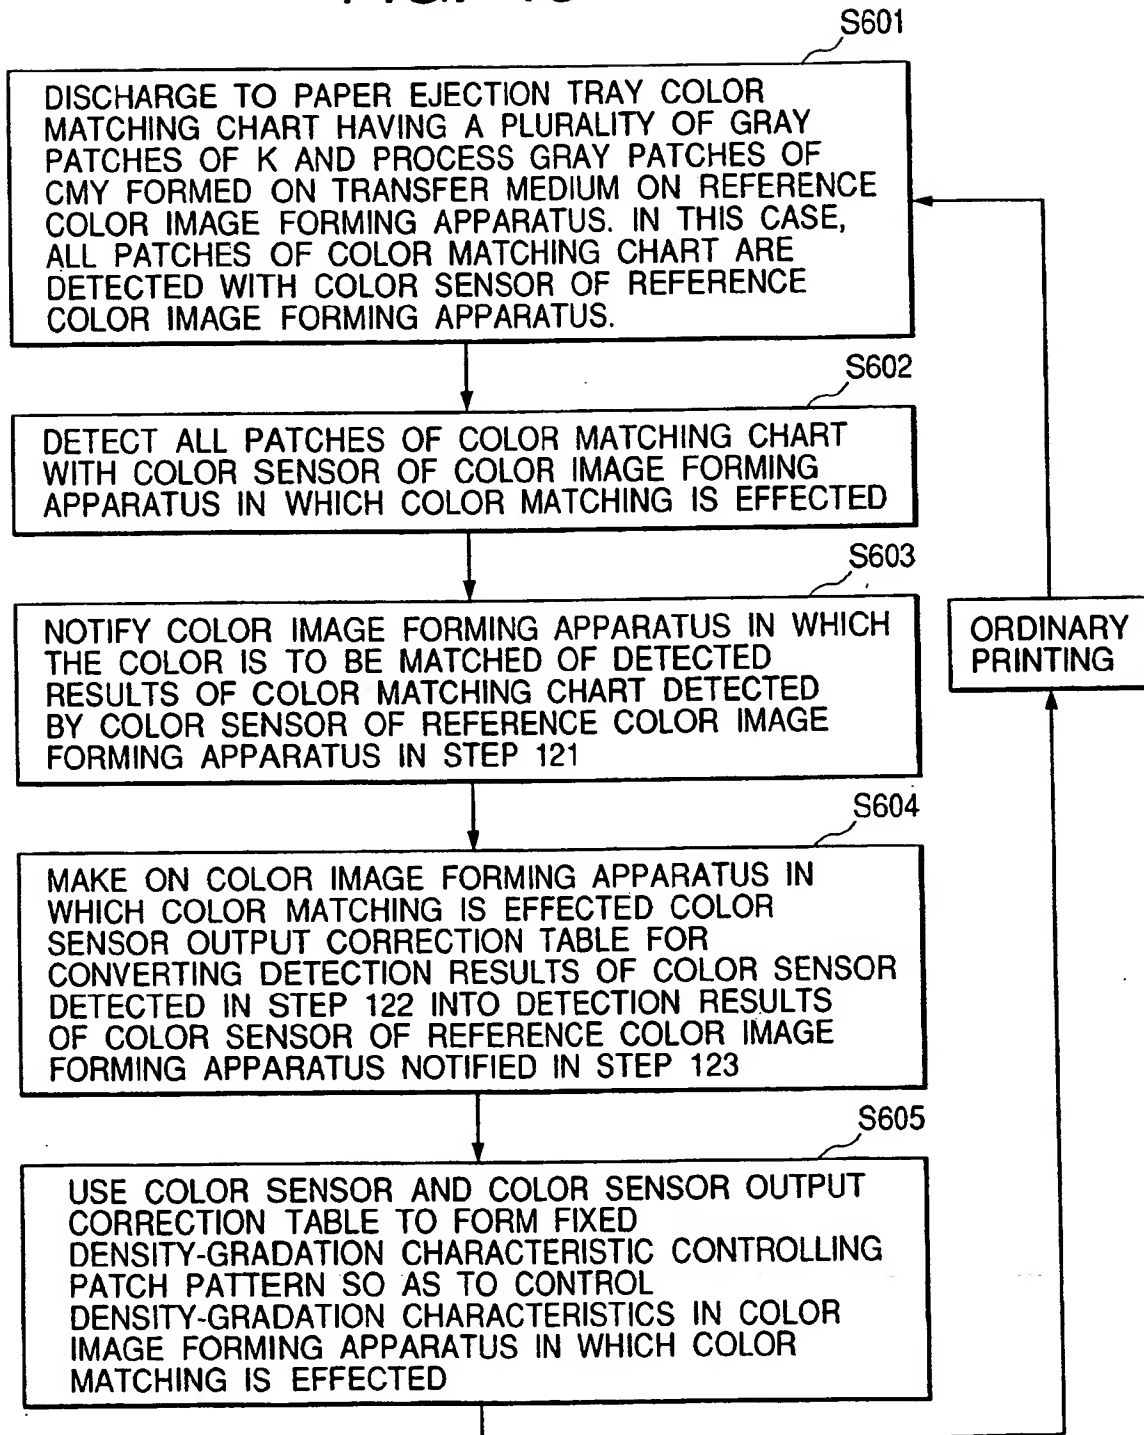 S601
DISCHARGE TO PAPER EJECTION TRAY COLOR
MATCHING CHART HAVING A PLURALITY OF GRAY
PATCHES OF K AND PROCESS GRAY PATCHES OF
CMY FORMED ON TRANSFER MEDIUM ON REFERENCE
COLOR IMAGE FORMING APPARATUS. IN THIS CASE,
ALL PATCHES OF COLOR MATCHING CHART ARE
DETECTED WITH COLOR SENSOR OF REFERENCE
COLOR IMAGE FORMING APPARATUS.
S602
DETECT ALL PATCHES OF COLOR MATCHING CHART
WITH COLOR SENSOR OF COLOR IMAGE FORMING
APPARATUS IN WHICH COLOR MATCHING IS EFFECTED
S603
NOTIFY COLOR IMAGE FORMING APPARATUS IN WHICH
THE COLOR IS TO BE MATCHED OF DETECTED
RESULTS OF COLOR MATCHING CHART DETECTED
BY COLOR SENSOR OF REFERENCE COLOR IMAGE
FORMING APPARATUS IN STEP 121
ORDINARY
PRINTING
S604
MAKE ON COLOR IMAGE FORMING APPARATUS IN
WHICH COLOR MATCHING IS EFFECTED COLOR
SENSOR OUTPUT CORRECTION TABLE FOR
CONVERTING DETECTION RESULTS OF COLOR SENSOR
DETECTED IN STEP 122 INTO DETECTION RESULTS
OF COLOR SENSOR OF REFERENCE COLOR IMAGE
FORMING APPARATUS NOTIFIED IN STEP 123
S605
USE COLOR SENSOR AND COLOR SENSOR OUTPUT
CORRECTION TABLE TO FORM FIXED
DENSITY-GRADATION CHARACTERISTIC CONTROLLING
PATCH PATTERN SO AS TO CONTROL
DENSITY-GRADATION CHARACTERISTICS IN COLOR
IMAGE FORMING APPARATUS IN WHICH COLOR
MATCHING IS EFFECTED